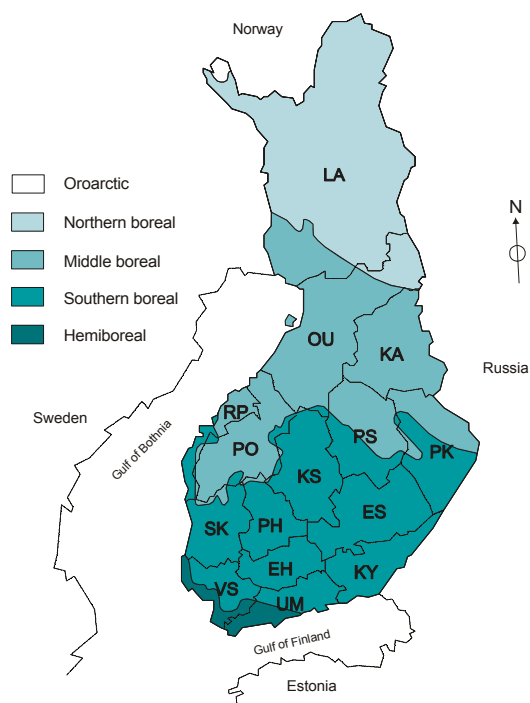 Norway
LA
Oroarctic
Northern boreal
Middle boreal
Southern boreal
Hemiboreal
N
OU
KA
Russia
Sweden
Gulf of Bothnia
RP
PO
PS
PK
KS
ES
SK
PH
EH
KY
VS
UM
Gulf of Finland
Estonia